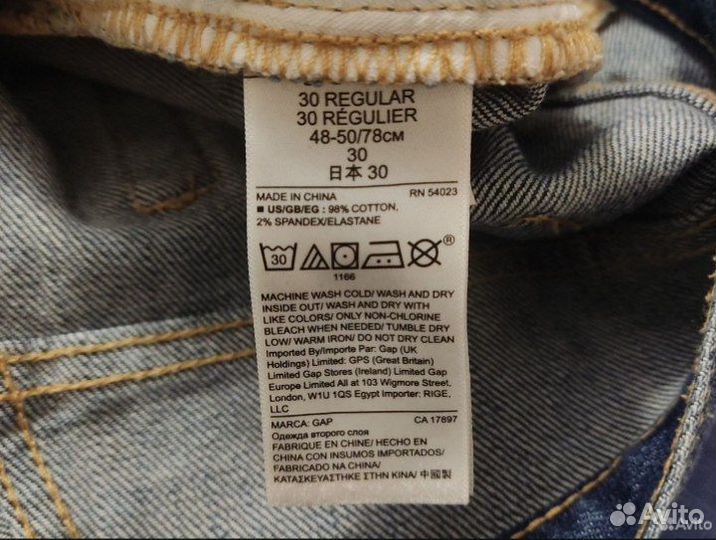 30 REGULAR
30 RÉGULIER
48-50/78CM
30
日本 30
MADE IN CHINA RN 54023
■ US/GB/EG : 98% COTTON,
2% SPANDEX/ELASTANE
30
®
1166
MACHINE WASH COLD/ WASH AND DRY
INSIDE OUT/ WASH AND DRY WITH
LIKE COLORS/ ONLY NON-CHLORINE
BLEACH WHEN NEEDED/ TUMBLE DRY
LOW/ WARM IRON/ DO NOT DRY CLEAN
Imported By/Importe Par: Gap (UK
Holdings) Limited: GPS (Great Britain)
Limited Gap Stores (Ireland) Limited Gap
Europe Limited All at 103 Wigmore Street,
London, W1U 1QS Egypt Importer: RIGE,
LLC
MARCA: GAP CA 17897
Одежда второго слоя
FABRIQUE EN CHINE/ HECHO EN
CHINA CON INSUMOS IMPORTADOS/
FABRICADO NA CHINA/
ΚΑΤΑΣΚΕΥΑΣΤΗΚΕ ΣΤΗΝ ΚΙΝΑ/ 中國製
Avito
Avito